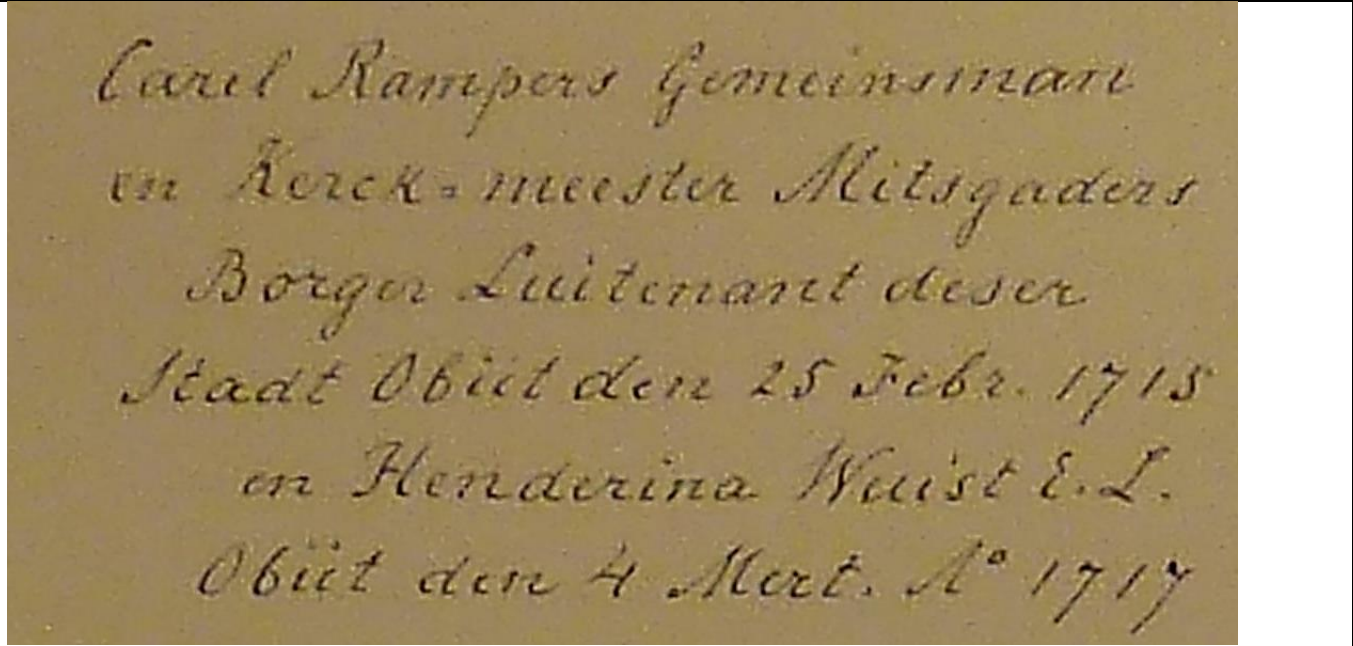 Carel Rampers Gemeinsman
en Kerck=meester Mitsgaders
Borger Luitenant deser
Stadt Obiit den 25 Febr. 1715
en Henderina Wuist E. L.
Obiit den 4 Mert. Aº 1717